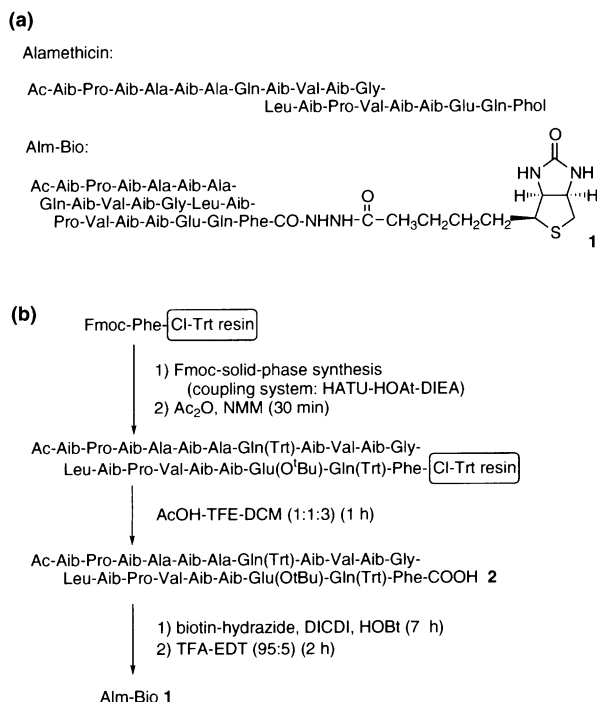 (a)
Alamethicin:
Ac-Aib-Pro-Aib-Ala-Aib-Ala-Gln-Aib-Val-Aib-Gly-
Leu-Aib-Pro-Val-Aib-Aib-Glu-Gln-Phol
Alm-Bio:
Ac-Aib-Pro-Aib-Ala-Aib-Ala-
Gln-Aib-Val-Aib-Gly-Leu-Aib-
Pro-Val-Aib-Aib-Glu-Gln-Phe-CO-NHNH-C-CH₃CH₂CH₂CH₂
O
O
HN NH
H H
S
1
(b)
Fmoc-Phe-Cl-Trt resin
1) Fmoc-solid-phase synthesis
(coupling system: HATU-HOAt-DIEA)
2) Ac₂O, NMM (30 min)
Ac-Aib-Pro-Aib-Ala-Aib-Ala-Gln(Trt)-Aib-Val-Aib-Gly-
Leu-Aib-Pro-Val-Aib-Aib-Glu(OᵗBu)-Gln(Trt)-Phe-Cl-Trt resin
AcOH-TFE-DCM (1:1:3) (1 h)
Ac-Aib-Pro-Aib-Ala-Aib-Ala-Gln(Trt)-Aib-Val-Aib-Gly-
Leu-Aib-Pro-Val-Aib-Aib-Glu(OtBu)-Gln(Trt)-Phe-COOH 2
1) biotin-hydrazide, DICDI, HOBt (7 h)
2) TFA-EDT (95:5) (2 h)
Alm-Bio 1